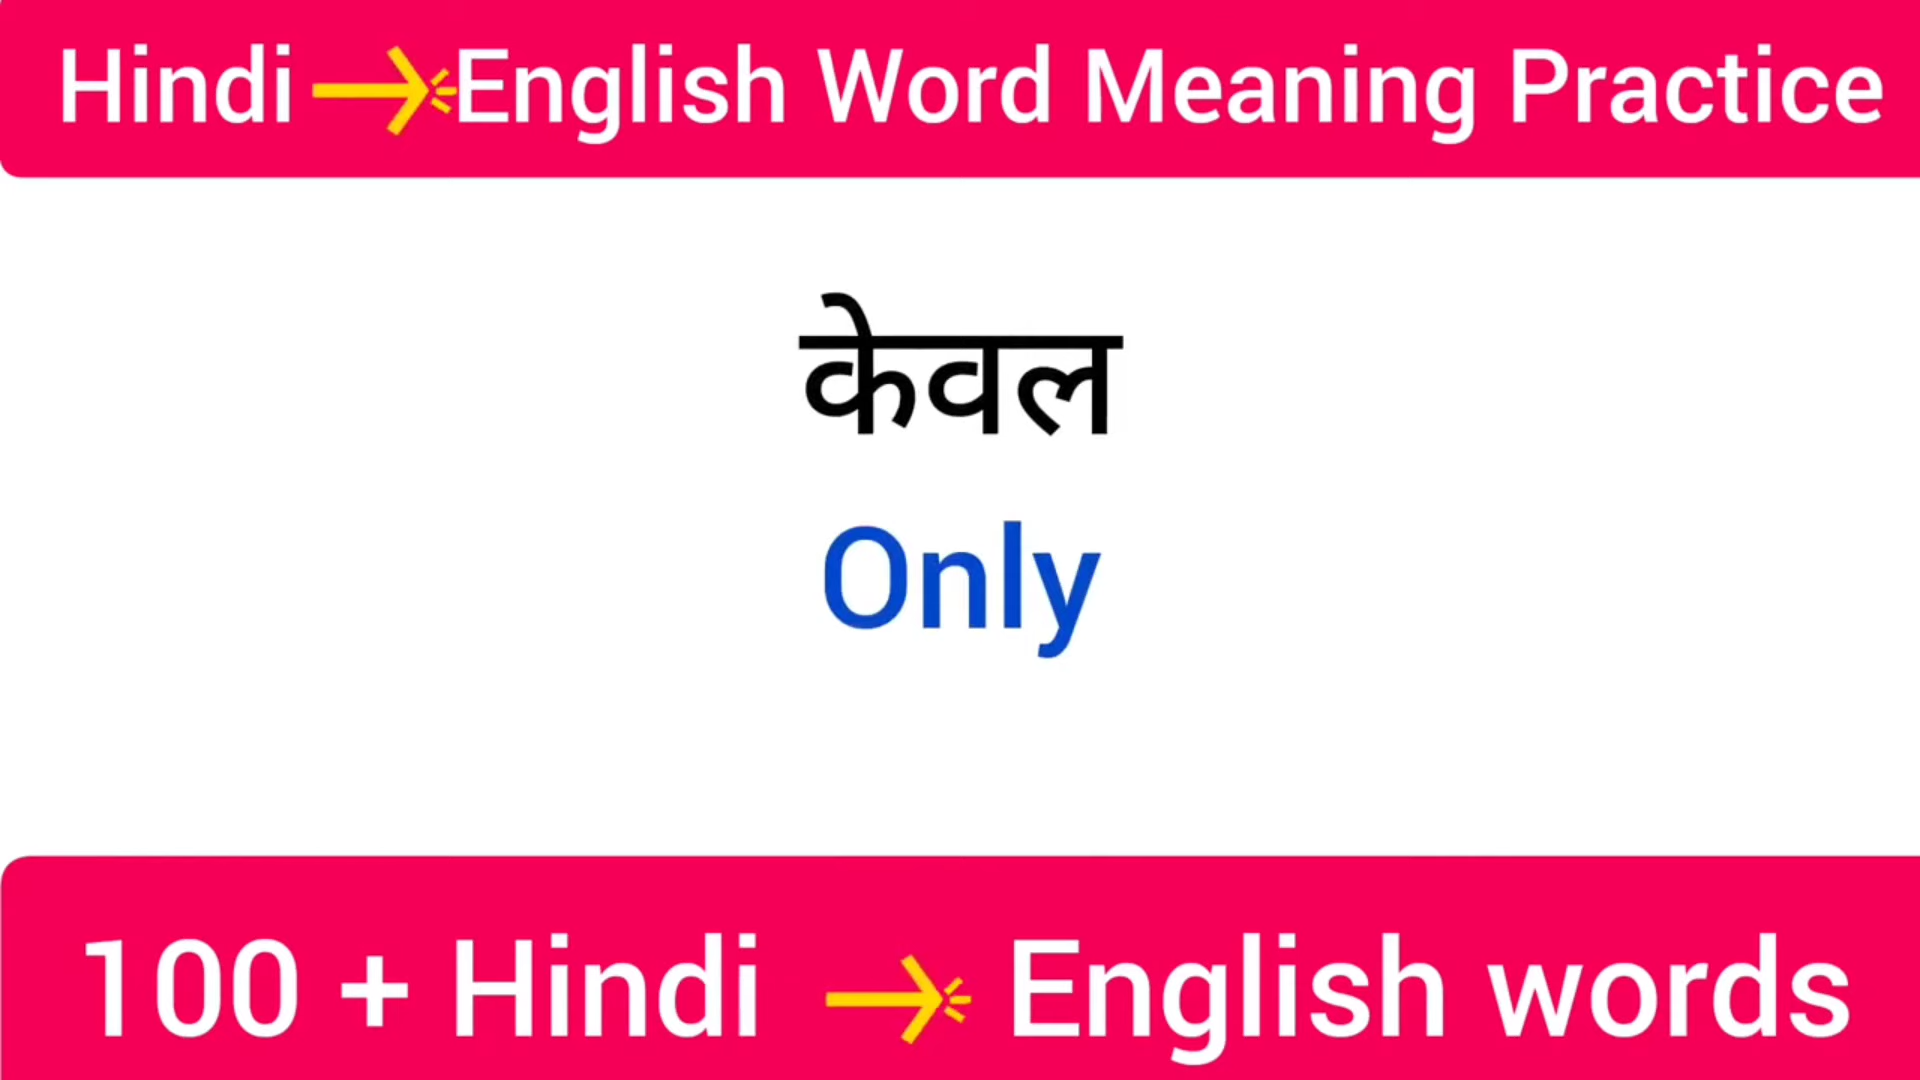 Hindi → English Word Meaning Practice
केवल
Only
100 + Hindi → English words